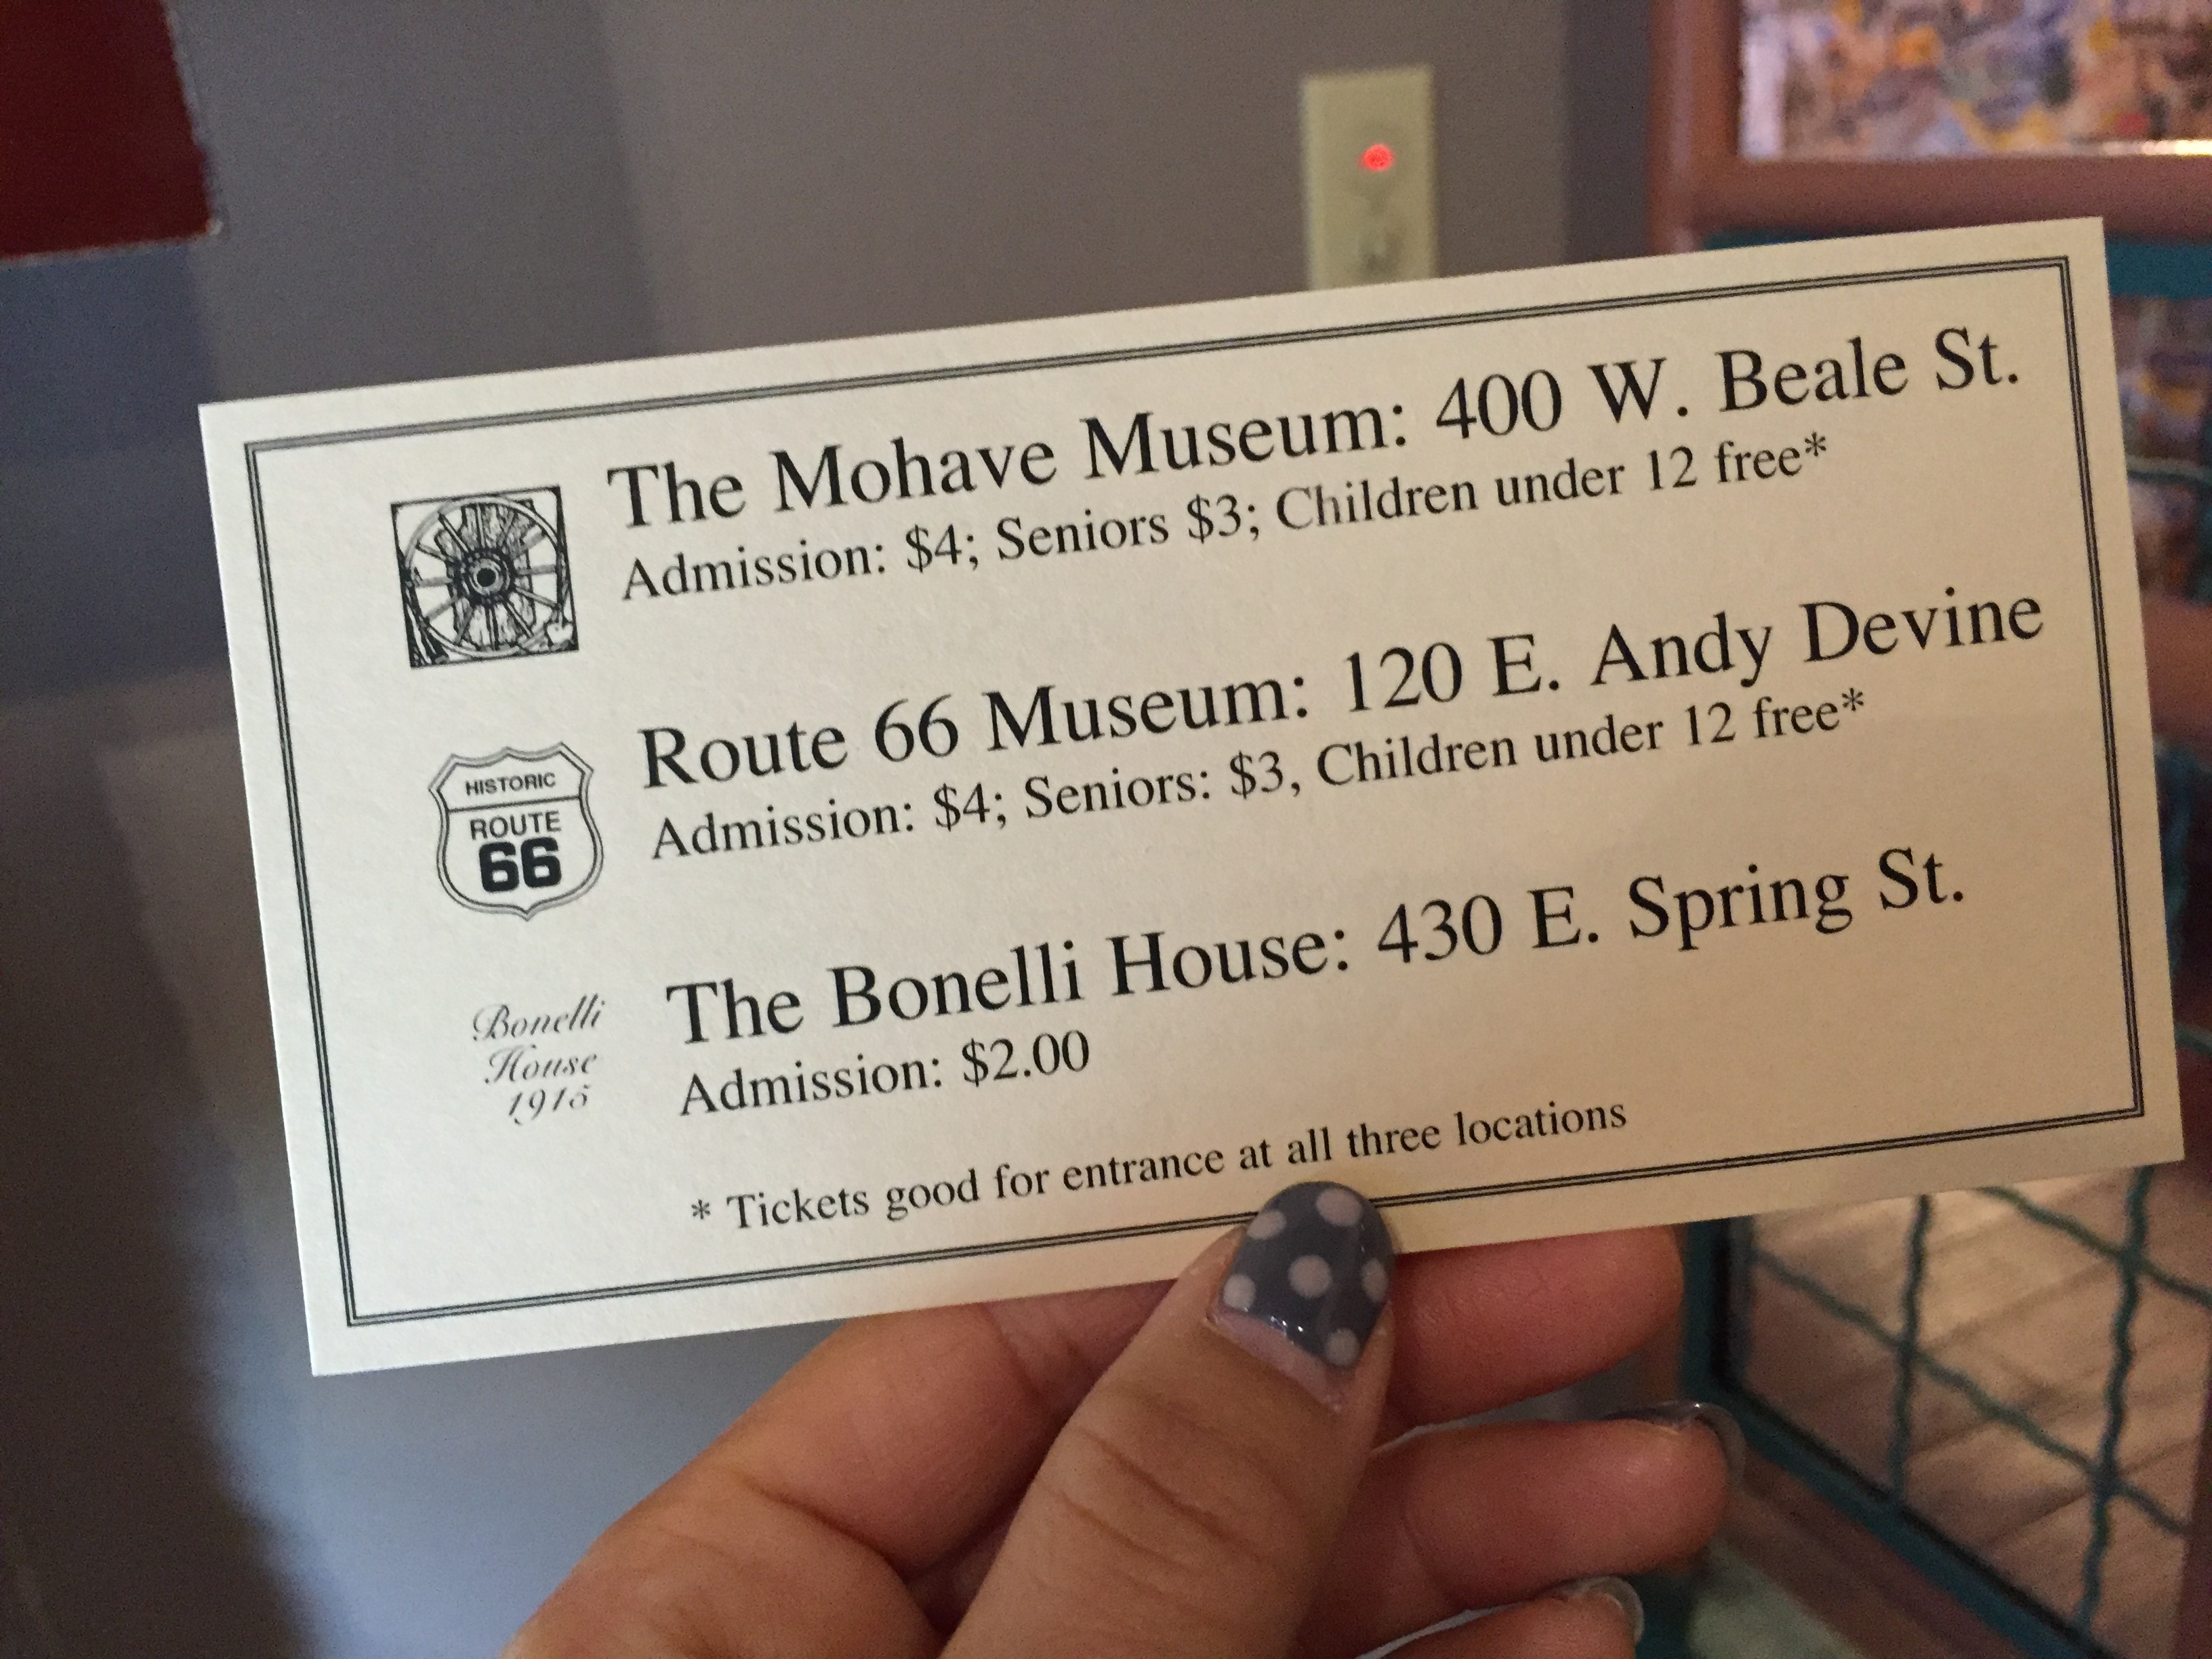 The Mohave Museum: 400 W. Beale St.
Admission: $4; Seniors $3; Children under 12 free*
HISTORIC
ROUTE
66
Route 66 Museum: 120 E. Andy Devine
Admission: $4; Seniors: $3, Children under 12 free*
Bonelli
House
1915
The Bonelli House: 430 E. Spring St.
Admission: $2.00
* Tickets good for entrance at all three locations